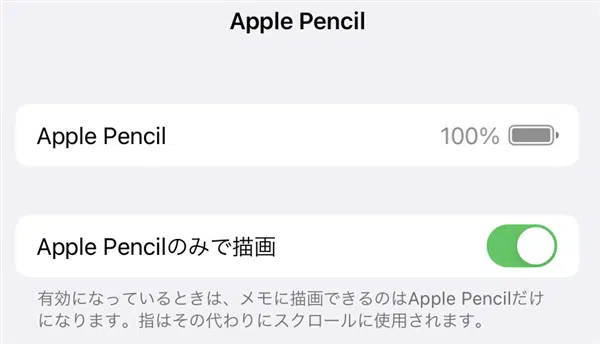 Apple Pencil
Apple Pencil 100%
Apple Pencilのみで描画
有効になっているときは、メモに描画できるのはApple Pencilだけ
になります。指はその代わりにスクロールに使用されます。